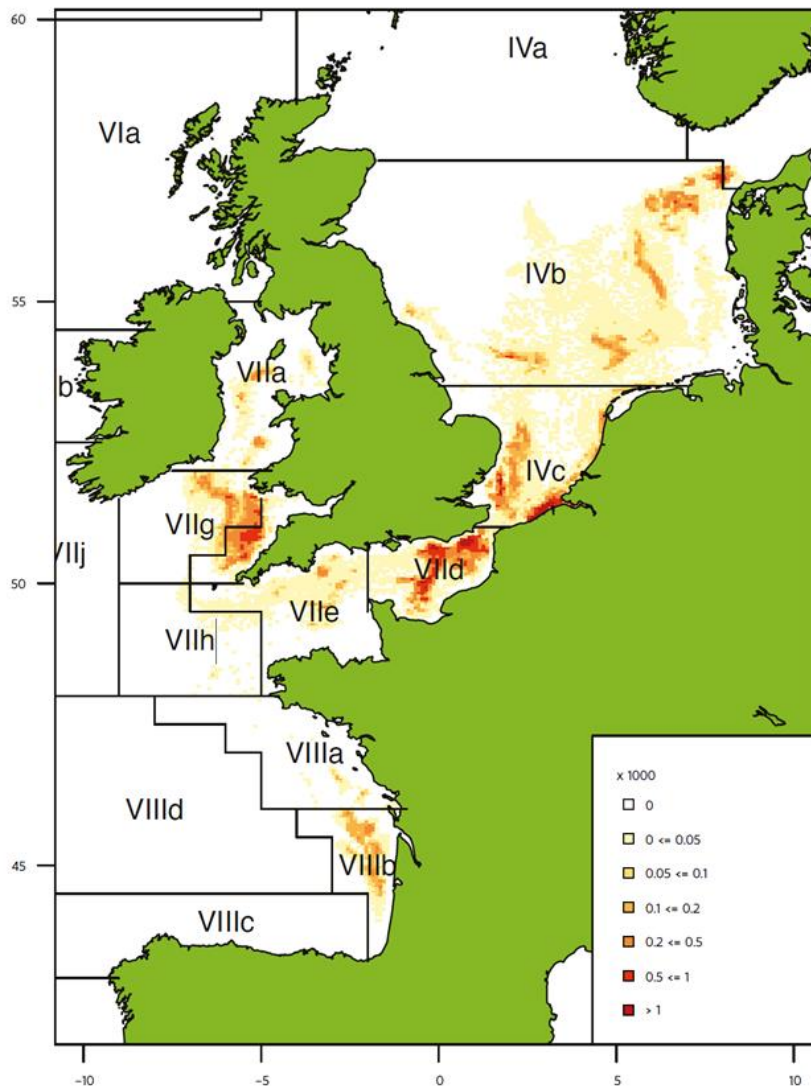 60
IVa
VIa
IVb
55
VIIa
b
IVc
VIIg
VIIj
50
VIId
VIIe
VIIh
VIIIa
VIIId
VIIIb
45
VIIIc
x 1000
0
0 <= 0.05
0.05 <= 0.1
0.1 <= 0.2
0.2 <= 0.5
0.5 <= 1
> 1
−10 −5 0 5 10